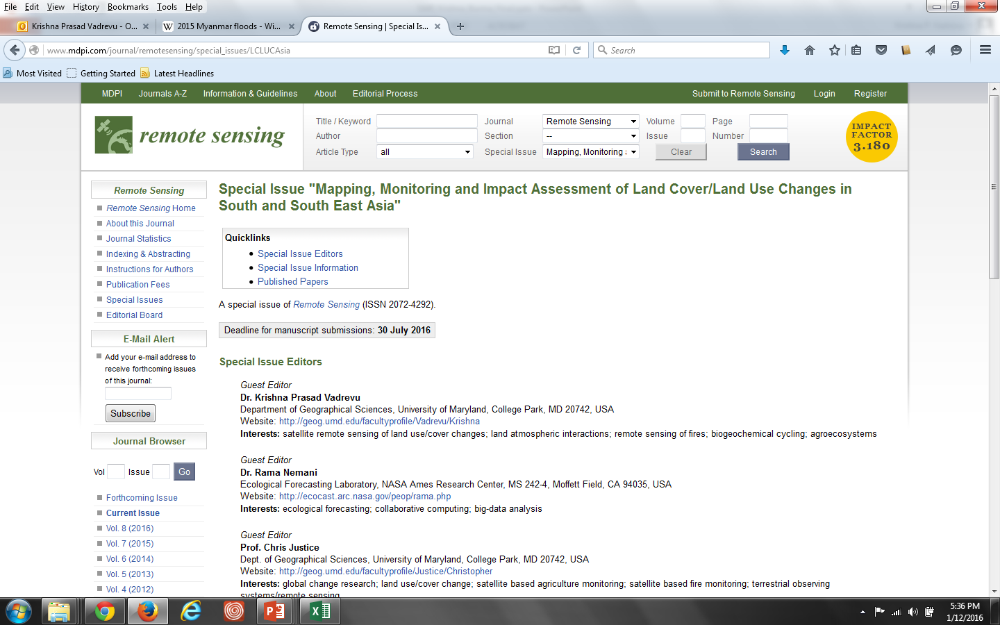 File Edit View History Bookmarks Tools Help
Krishna Prasad Vadrevu - O...
2015 Myanmar floods - Wi...
Remote Sensing | Special Is...
www.mdpi.com/journal/remotesensing/special_issues/LCLUCAsia
Search
Most Visited Getting Started Latest Headlines
MDPI Journals A-Z Information & Guidelines About Editorial Process Submit to Remote Sensing Login Register
remote sensing
Title / Keyword Journal Remote Sensing Volume Page
Author Section -- Issue Number
Article Type all Special Issue Mapping, Monitoring Clear Search
IMPACT
FACTOR
3.180
Remote Sensing
Remote Sensing Home
About this Journal
Journal Statistics
Indexing & Abstracting
Instructions for Authors
Publication Fees
Special Issues
Editorial Board
E-Mail Alert
Add your e-mail address to
receive forthcoming issues
of this journal:
Subscribe
Journal Browser
Vol Issue Go
Forthcoming Issue
Current Issue
Vol. 8 (2016)
Vol. 7 (2015)
Vol. 6 (2014)
Vol. 5 (2013)
Vol. 4 (2012)
Special Issue "Mapping, Monitoring and Impact Assessment of Land Cover/Land Use Changes in
South and South East Asia"
Quicklinks
Special Issue Editors
Special Issue Information
Published Papers
A special issue of Remote Sensing (ISSN 2072-4292).
Deadline for manuscript submissions: 30 July 2016
Special Issue Editors
Guest Editor
Dr. Krishna Prasad Vadrevu
Department of Geographical Sciences, University of Maryland, College Park, MD 20742, USA
Website: http://geog.umd.edu/facultyprofile/Vadrevu/Krishna
Interests: satellite remote sensing of land use/cover changes; land atmospheric interactions; remote sensing of fires; biogeochemical cycling; agroecosystems
Guest Editor
Dr. Rama Nemani
Ecological Forecasting Laboratory, NASA Ames Research Center, MS 242-4, Moffett Field, CA 94035, USA
Website: http://ecocast.arc.nasa.gov/peop/rama.php
Interests: ecological forecasting; collaborative computing; big-data analysis
Guest Editor
Prof. Chris Justice
Dept. of Geographical Sciences, University of Maryland, College Park, MD 20742, USA
Website: http://geog.umd.edu/facultyprofile/Justice/Christopher
Interests: global change research; land use/cover change; satellite based agriculture monitoring; satellite based fire monitoring; terrestrial observing
systems/remote sensing
5:36 PM
1/12/2016